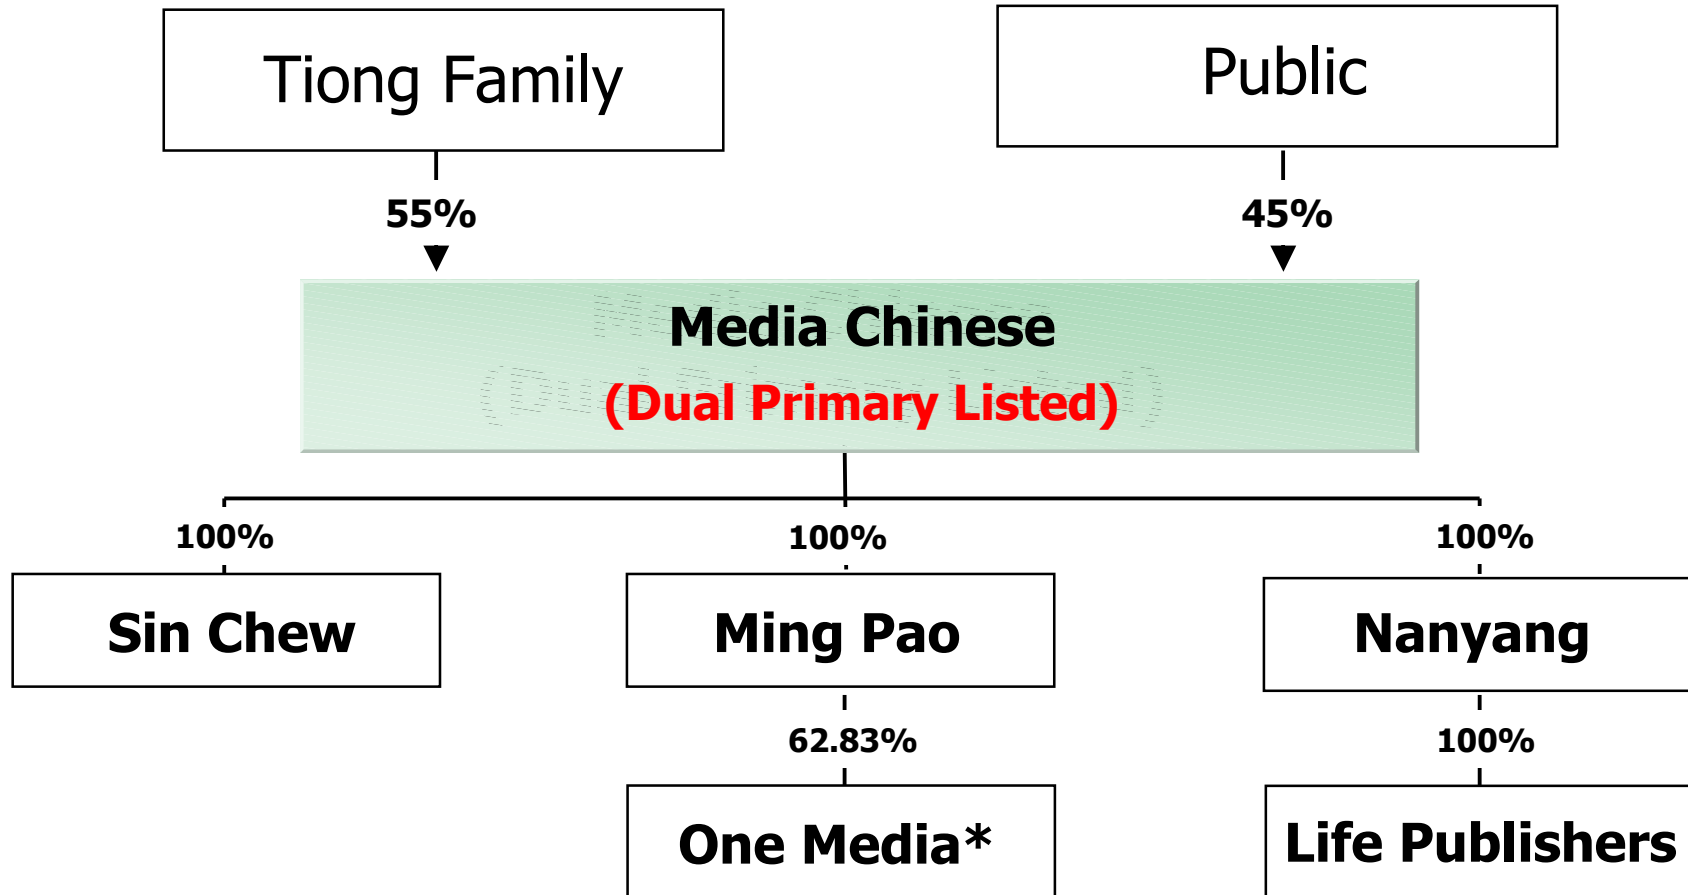 Tiong Family
Public
55%
45%
Media Chinese
(Dual Primary Listed)
100%
100%
100%
Sin Chew
Ming Pao
Nanyang
62.83%
100%
One Media*
Life Publishers